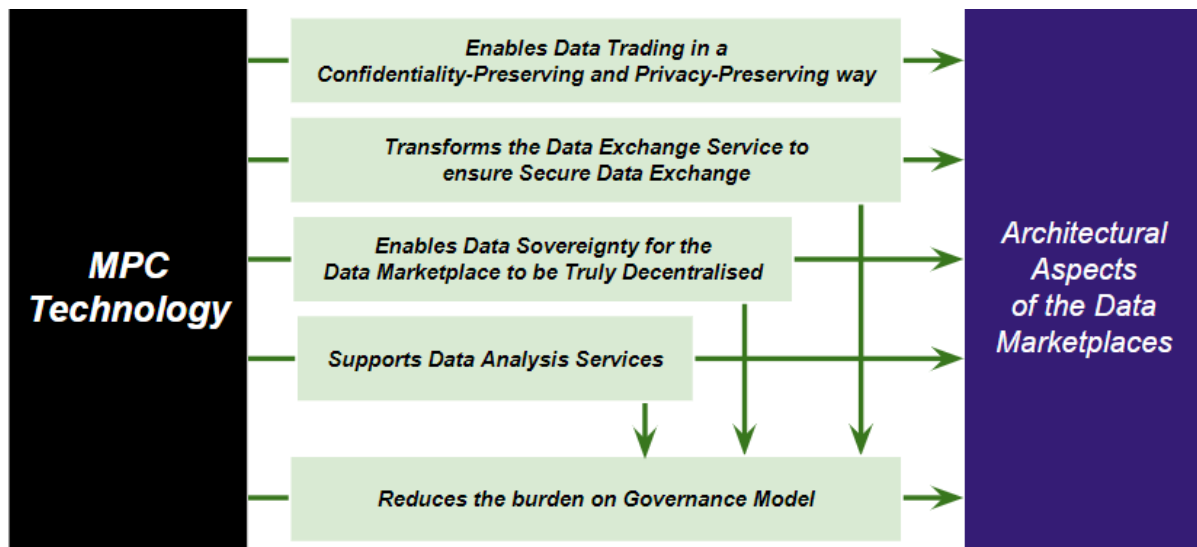 MPC
Technology
Enables Data Trading in a
Confidentiality-Preserving and Privacy-Preserving way
Transforms the Data Exchange Service to
ensure Secure Data Exchange
Enables Data Sovereignty for the
Data Marketplace to be Truly Decentralised
Supports Data Analysis Services
Reduces the burden on Governance Model
Architectural
Aspects
of the Data
Marketplaces